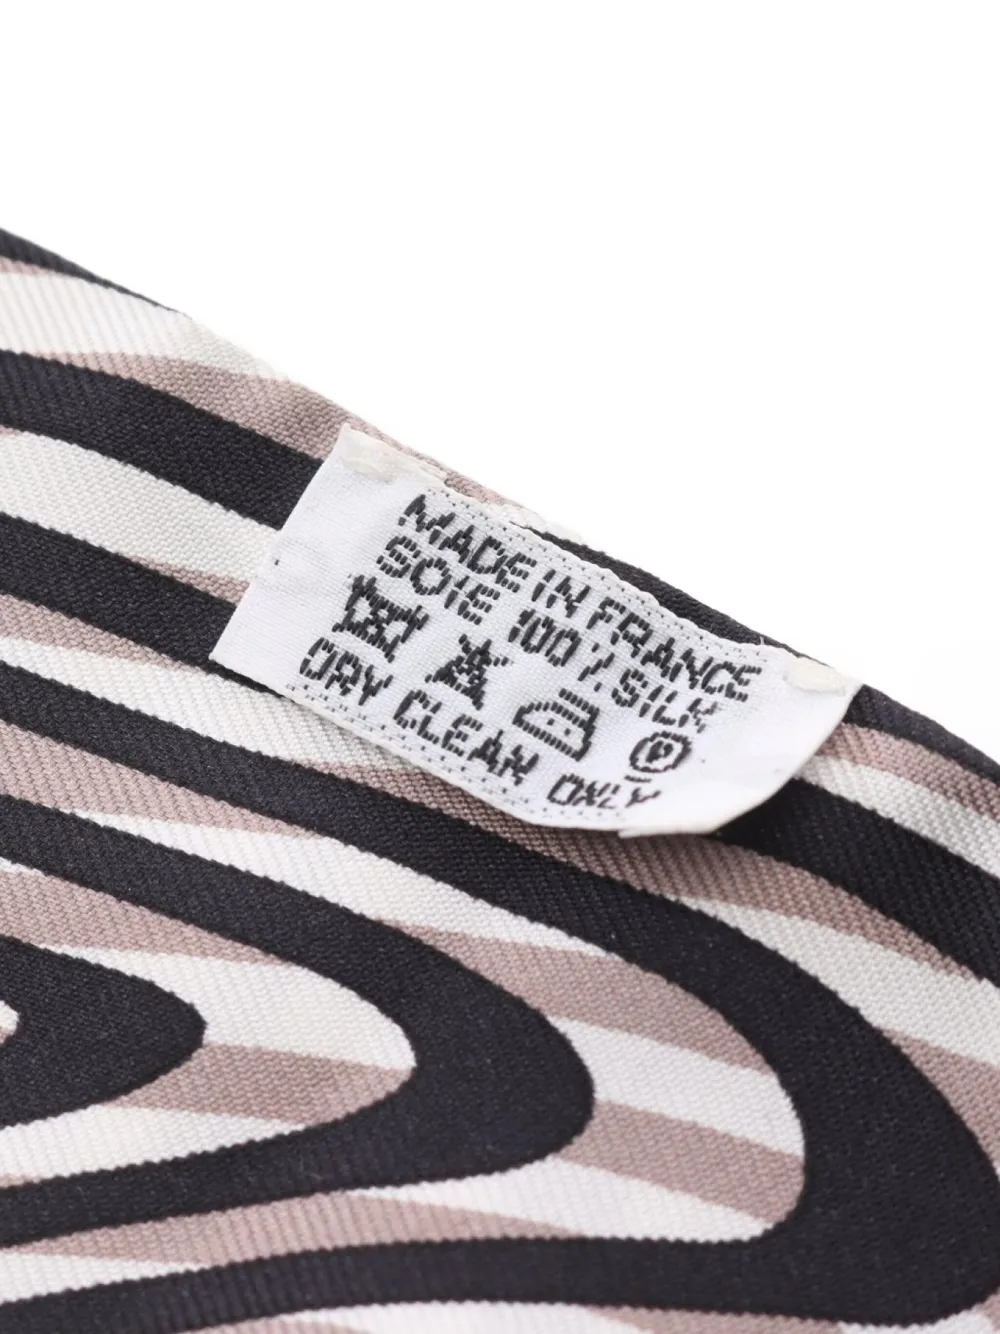 MADE IN FRANCE
SOIE 100% SILK
P
DRY CLEAN ONLY